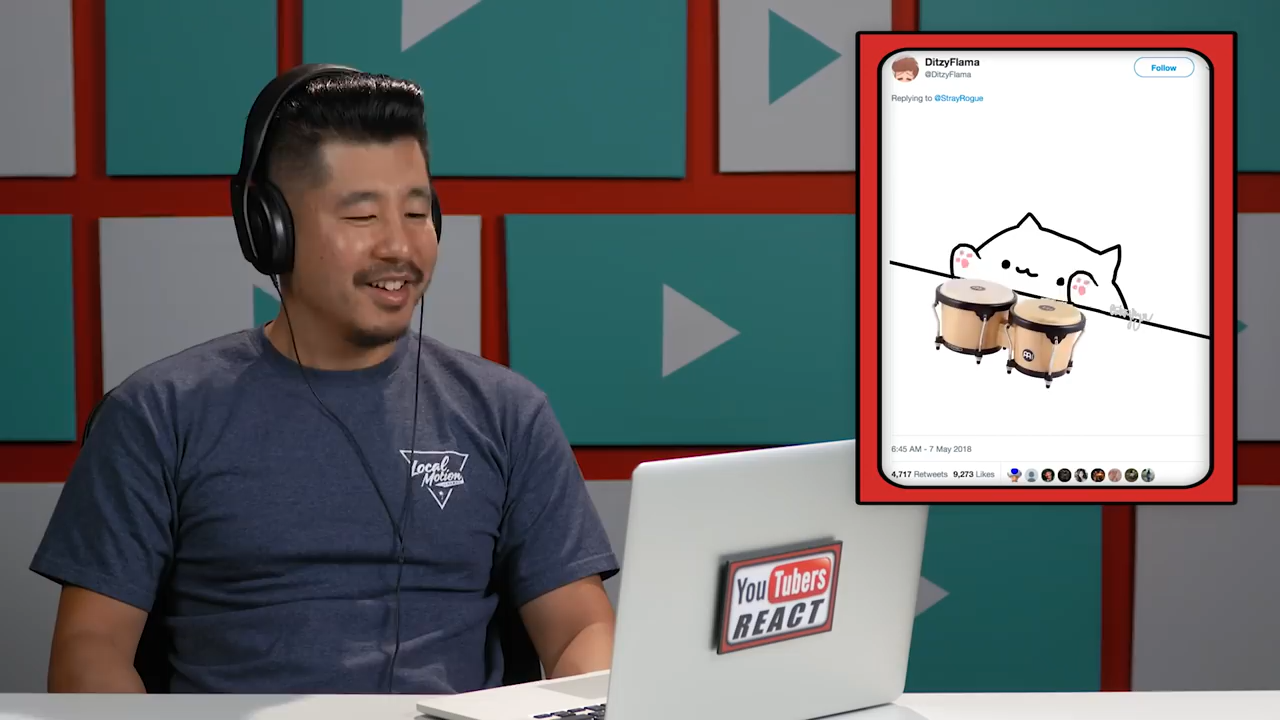 DitzyFlama
@DitzyFlama
Follow
Replying to @StrayRogue
6:45 AM - 7 May 2018
4,717 Retweets 9,273 Likes
Local
Motion
YouTubers
REACT